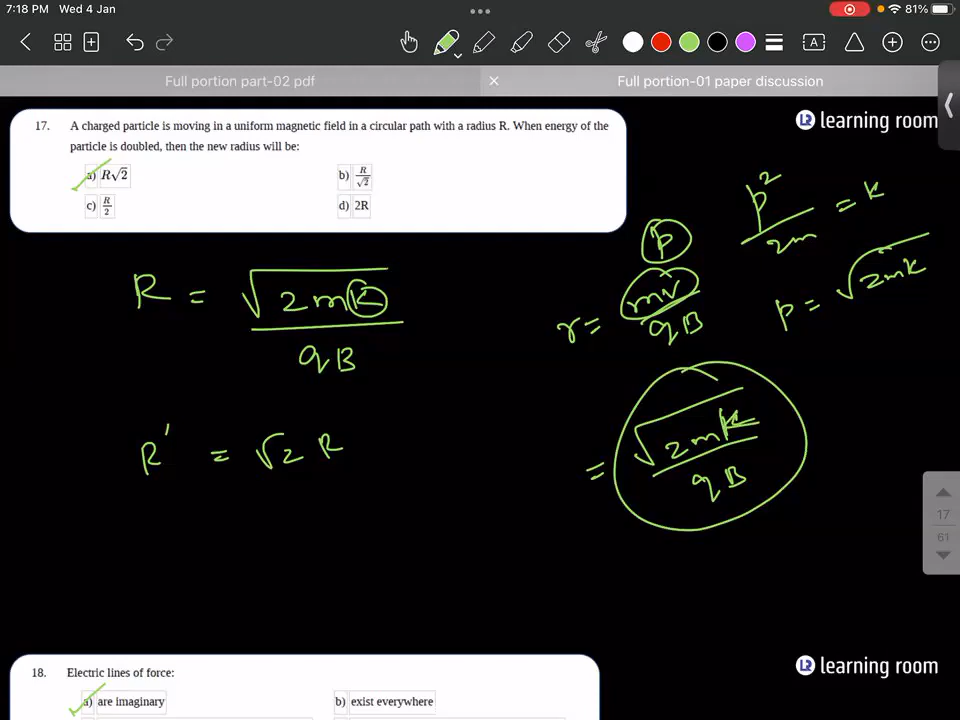 7:18 PM Wed 4 Jan
81%
Full portion part-02 pdf
Full portion-01 paper discussion
learning room
17. A charged particle is moving in a uniform magnetic field in a circular path with a radius R. When energy of the
particle is doubled, then the new radius will be:
a) R√2
b) R/√2
c) R/2
d) 2R
p²/2m = k
p
r = mv/qB
p = √2mk
R = √2mk/qB
= √2mk/qB
R' = √2 R
17
61
learning room
18. Electric lines of force:
a) are imaginary
b) exist everywhere